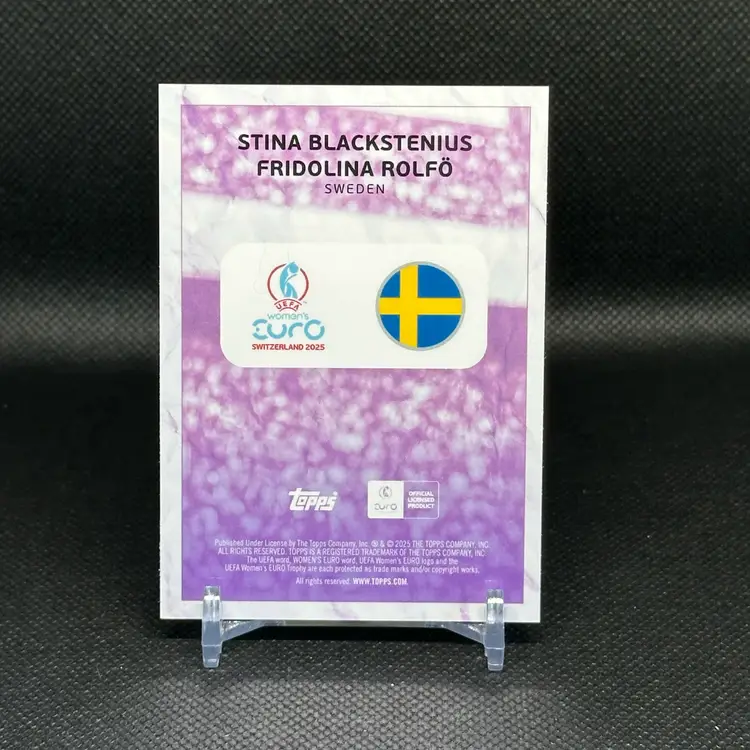 STINA BLACKSTENIUS
FRIDOLINA ROLFÖ
SWEDEN
UEFA
women's
euro
SWITZERLAND 2025
Topps
euro
OFFICIAL
LICENSED
PRODUCT
Published Under License by The Topps Company, Inc. ® & © 2025 THE TOPPS COMPANY, INC.
ALL RIGHTS RESERVED. TOPPS IS A REGISTERED TRADEMARK OF THE TOPPS COMPANY, INC.
The UEFA word, WOMEN'S EURO word, UEFA Women's EURO logo and the
UEFA Women's EURO Trophy are each protected as trade marks and/or copyright works.
All rights reserved. WWW.TOPPS.COM.